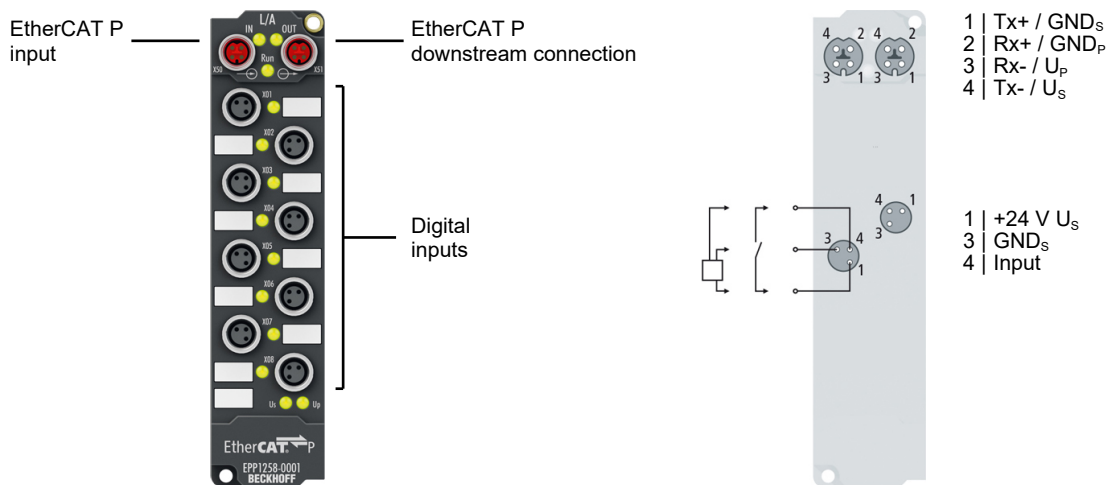 EtherCAT P
input
EtherCAT P
downstream connection
Digital
inputs
L/A
IN
OUT
X50
Run
X51
X01
X02
X03
X04
X05
X06
X07
X08
Us
Up
EtherCAT P
EPP1258-0001
BECKHOFF
4 2 4 2
3 1 3 1
1 | Tx+ / GNDS
2 | Rx+ / GNDP
3 | Rx- / UP
4 | Tx- / US
4 1
3
3 4
1
1 | +24 V US
3 | GNDS
4 | Input